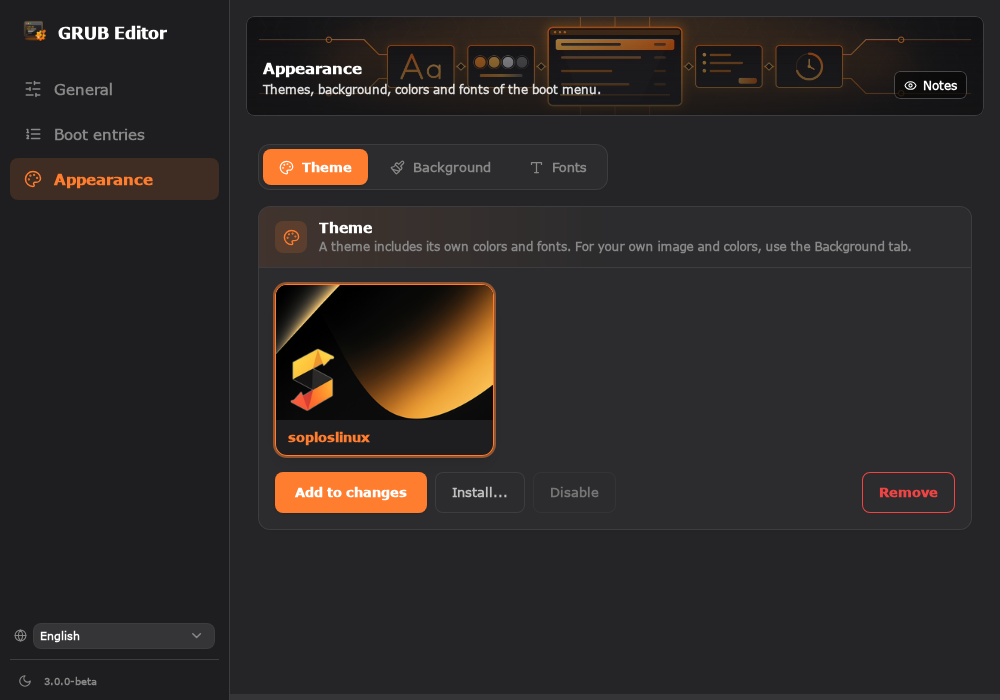 GRUB Editor
General
Boot entries
Appearance
English
3.0.0-beta
Aa
Appearance
Themes, background, colors and fonts of the boot menu.
Notes
Theme
Background
Fonts
Theme
A theme includes its own colors and fonts. For your own image and colors, use the Background tab.
soploslinux
Add to changes
Install...
Disable
Remove